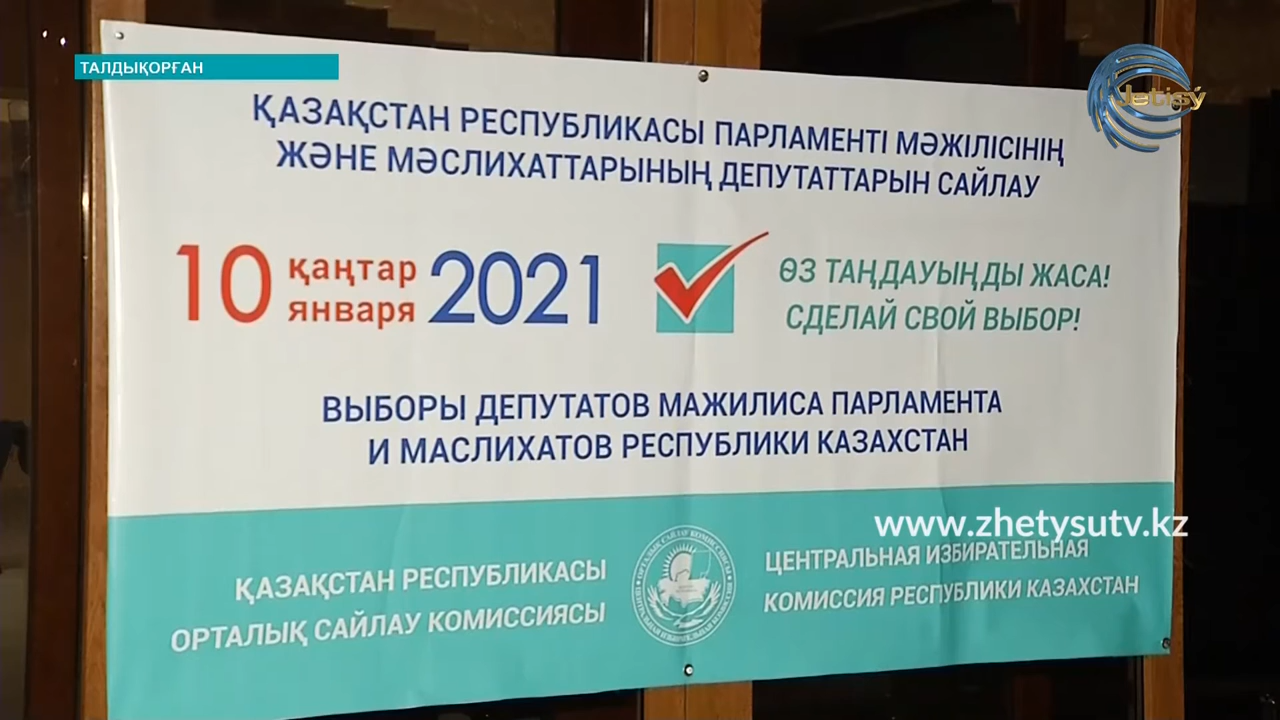 ТАЛДЫҚОРҒАН
Jetisý
ҚАЗАҚСТАН РЕСПУБЛИКАСЫ ПАРЛАМЕНТІ МӘЖІЛІСІНІҢ
ЖӘНЕ МӘСЛИХАТТАРЫНЫҢ ДЕПУТАТТАРЫН САЙЛАУ
10 қаңтар 2021
января
ӨЗ ТАҢДАУЫҢДЫ ЖАСА!
СДЕЛАЙ СВОЙ ВЫБОР!
ВЫБОРЫ ДЕПУТАТОВ МАЖИЛИСА ПАРЛАМЕНТА
И МАСЛИХАТОВ РЕСПУБЛИКИ КАЗАХСТАН
www.zhetysutv.kz
ҚАЗАҚСТАН РЕСПУБЛИКАСЫ
ОРТАЛЫҚ САЙЛАУ КОМИССИЯСЫ
ЦЕНТРАЛЬНАЯ ИЗБИРАТЕЛЬНАЯ
КОМИССИЯ РЕСПУБЛИКИ КАЗАХСТАН